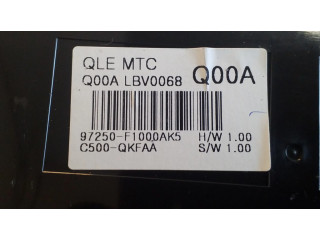 QLE MTC
Q00A LBV0068 Q00A
97250-F1000AK5 H/W 1.00
C500-QKFAA S/W 1.00